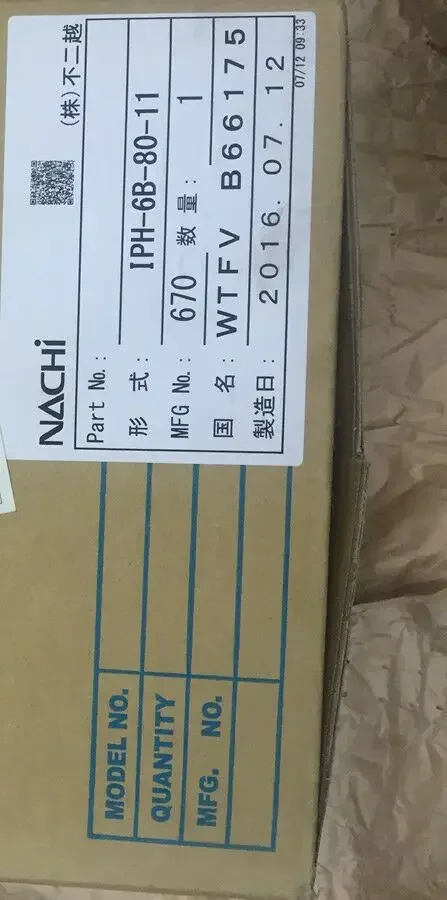 NACHi
(株)不二越
Part No.:
形 式: IPH-6B-80-11
MFG No.: 670 数量: 1
国 名: WTFV B66175
製造日: 2016.07.12
07/12 09:33
MODEL NO.
QUANTITY
MFG. NO.